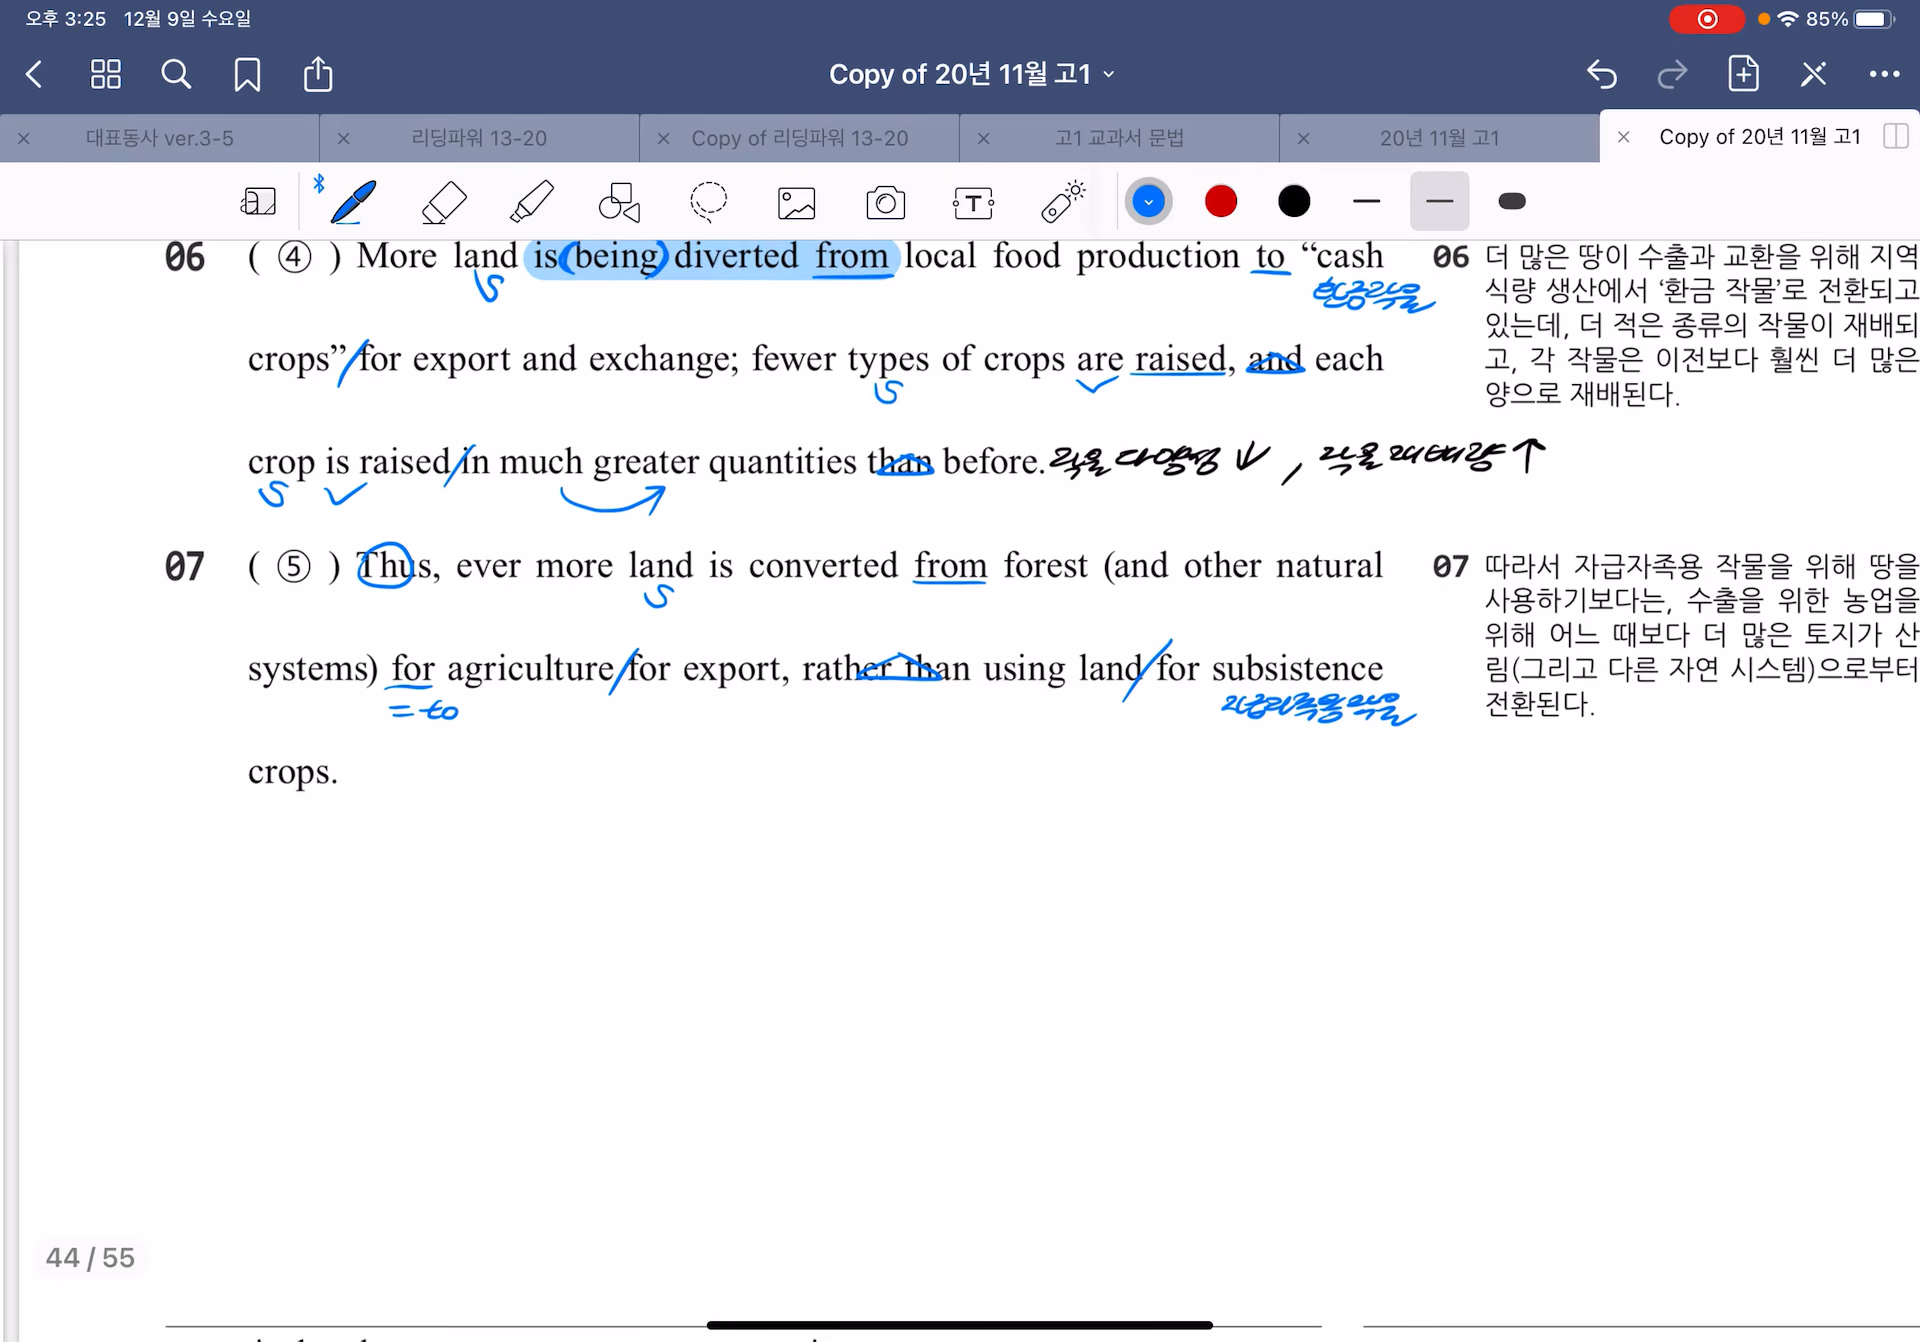 오후 3:25 12월 9일 수요일 85%
Copy of 20년 11월 고1
대표동사 ver.3-5 리딩파워 13-20 Copy of 리딩파워 13-20 고1 교과서 문법 20년 11월 고1 Copy of 20년 11월 고1
06 ( ④ ) More land is (being) diverted from local food production to “cash
S 환금작물
crops” / for export and exchange; fewer types of crops are raised, and each
S
crop is raised / in much greater quantities than before. 작물 다양성 ↓, 작물 재배량 ↑
S
06 더 많은 땅이 수출과 교환을 위해 지역
식량 생산에서 ‘환금 작물’로 전환되고
있는데, 더 적은 종류의 작물이 재배되
고, 각 작물은 이전보다 훨씬 더 많은
양으로 재배된다.
07 ( ⑤ ) Thus, ever more land is converted from forest (and other natural
S
systems) for agriculture / for export, rather than using land / for subsistence
= to 자급자족용 작물
crops.
07 따라서 자급자족용 작물을 위해 땅을
사용하기보다는, 수출을 위한 농업을
위해 어느 때보다 더 많은 토지가 산
림(그리고 다른 자연 시스템)으로부터
전환된다.
44 / 55